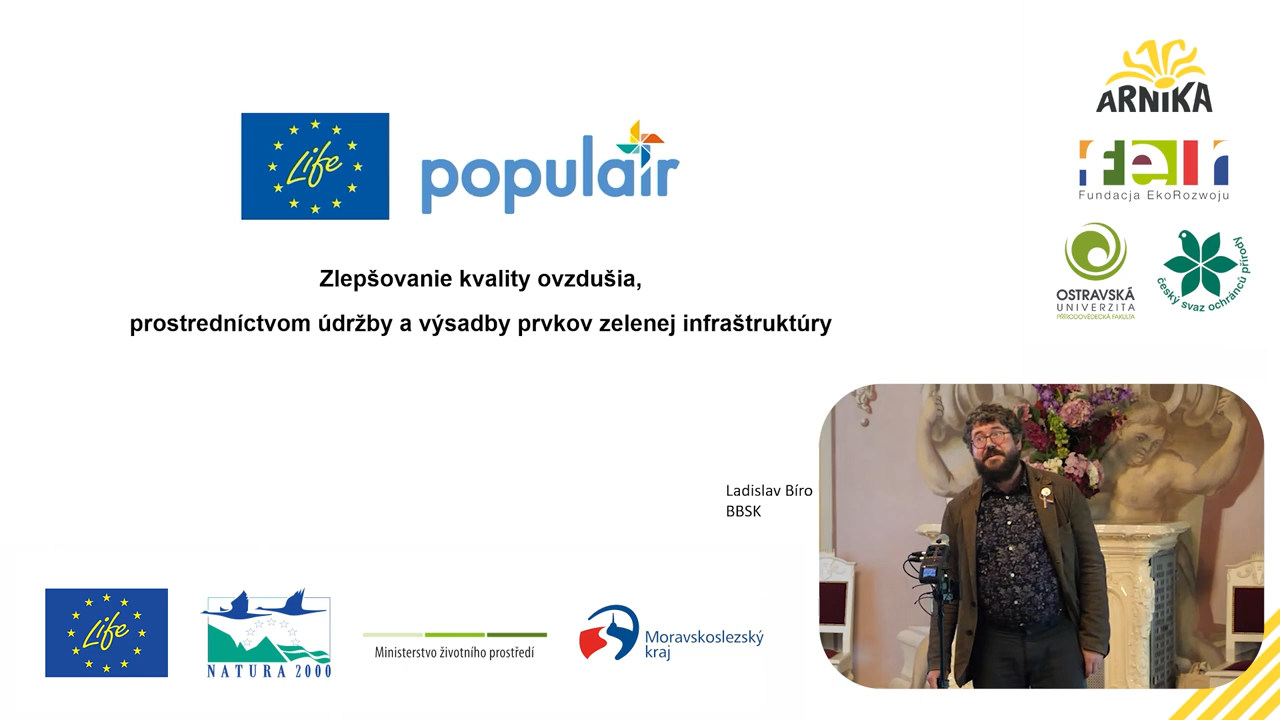 ARNIKA
feur
Fundacja EkoRozwoju
Life
populair
OSTRAVSKÁ
UNIVERZITA
PŘÍRODOVĚDECKÁ FAKULTA
český svaz ochránců přírody
Zlepšovanie kvality ovzdušia,
prostredníctvom údržby a výsadby prvkov zelenej infraštruktúry
Ladislav Bíro
BBSK
Life
NATURA 2000
Ministerstvo životního prostředí
Moravskoslezský
kraj